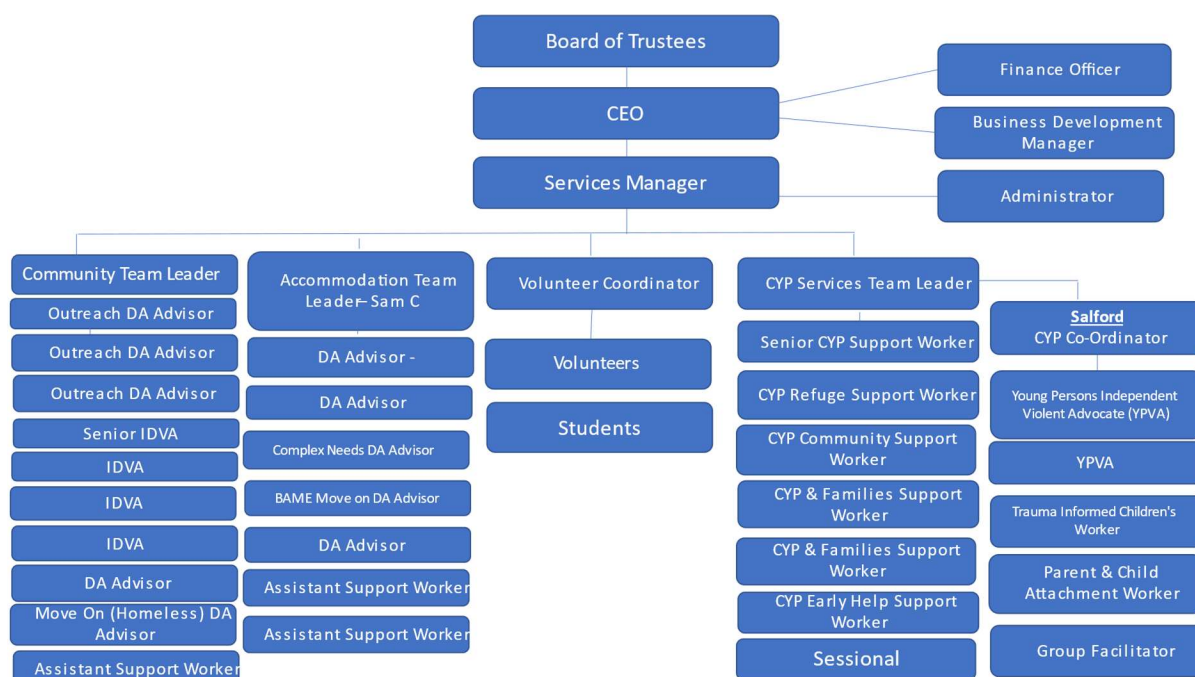 Board of Trustees
Finance Officer
CEO
Business Development
Manager
Services Manager
Administrator
Community Team Leader
Outreach DA Advisor
Outreach DA Advisor
Outreach DA Advisor
Senior IDVA
IDVA
IDVA
IDVA
DA Advisor
Move On (Homeless) DA
Advisor
Assistant Support Worker
Accommodation Team
Leader–Sam C
DA Advisor -
DA Advisor
Complex Needs DA Advisor
BAME Move on DA Advisor
DA Advisor
Assistant Support Worker
Assistant Support Worker
Volunteer Coordinator
Volunteers
Students
CYP Services Team Leader
Senior CYP Support Worker
CYP Refuge Support Worker
CYP Community Support
Worker
CYP & Families Support
Worker
CYP & Families Support
Worker
CYP Early Help Support
Worker
Sessional
Salford
CYP Co-Ordinator
Young Persons Independent
Violent Advocate (YPVA)
YPVA
Trauma Informed Children's
Worker
Parent & Child
Attachment Worker
Group Facilitator